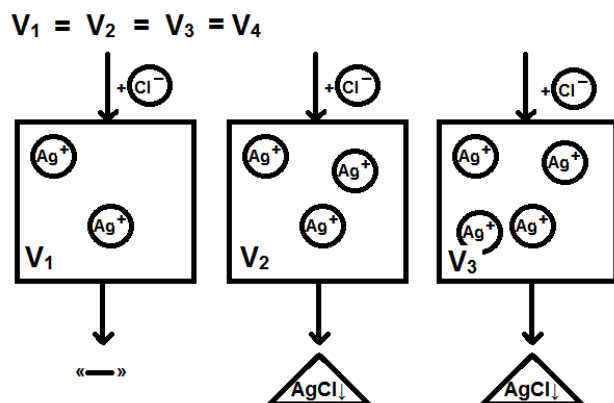 V₁ = V₂ = V₃ = V₄
+ Cl⁻
+ Cl⁻
+ Cl⁻
Ag⁺
Ag⁺
V₁
Ag⁺
Ag⁺
Ag⁺
V₂
Ag⁺
Ag⁺
Ag⁺
Ag⁺
V₃
«—»
AgCl↓
AgCl↓